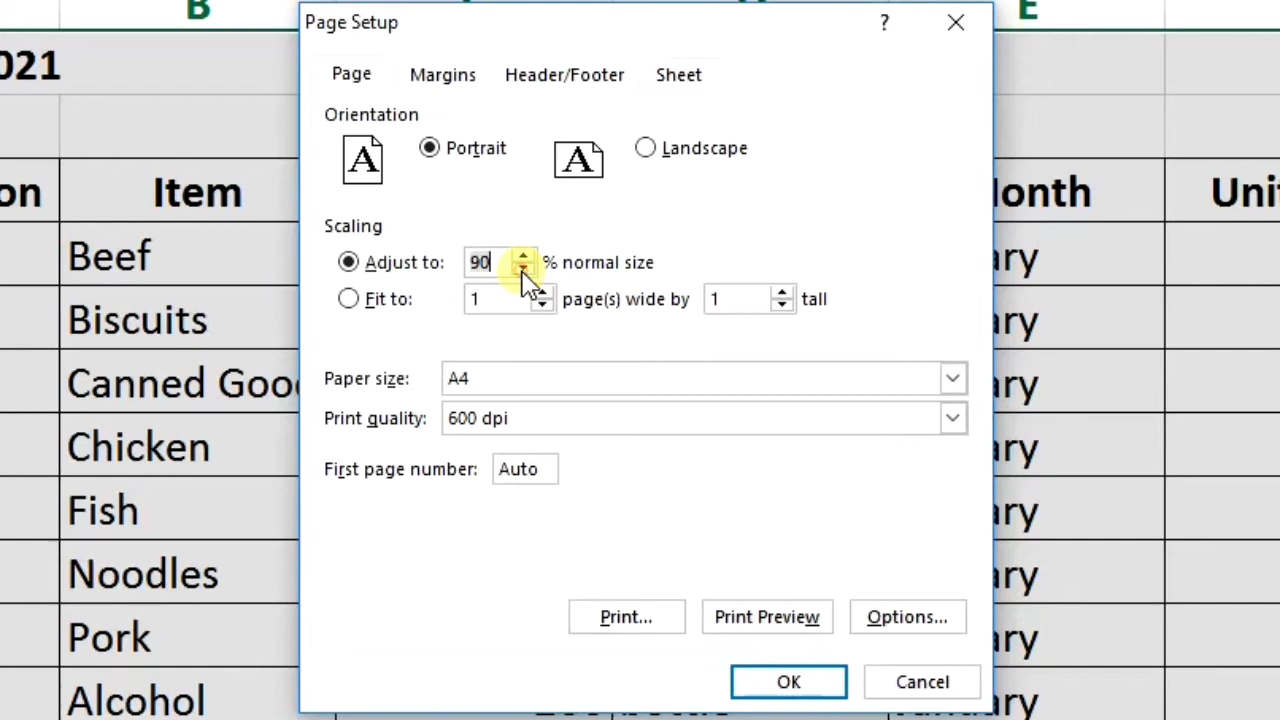 B
E
Page Setup
?
021
Page
Margins
Header/Footer
Sheet
Orientation
A
Portrait
A
Landscape
on
Item
onth
Unit
Scaling
Beef
ary
Adjust to:
90
% normal size
Fit to:
1
page(s) wide by
1
tall
Biscuits
ary
Paper size:
A4
Canned Goo
ary
Print quality:
600 dpi
Chicken
ary
First page number:
Auto
Fish
ary
Noodles
ary
Print...
Print Preview
Options...
Pork
ary
OK
Cancel
Alcohol